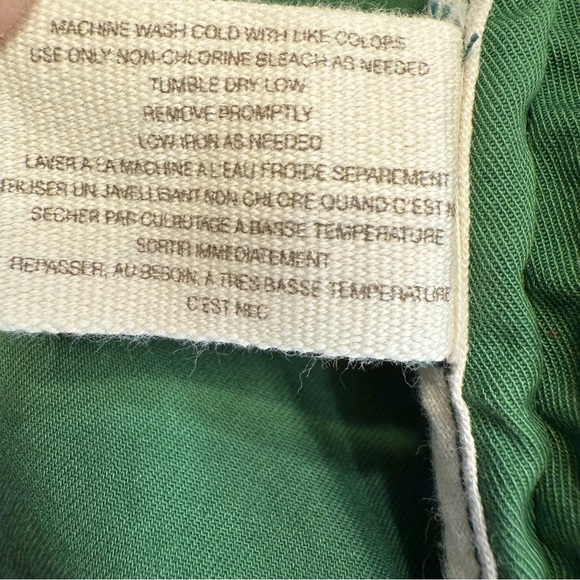 MACHINE WASH COLD WITH LIKE COLORS
USE ONLY NON-CHLORINE BLEACH AS NEEDED
TUMBLE DRY LOW
REMOVE PROMPTLY
LOW IRON AS NEEDED
LAVER A LA MACHINE A L'EAU FROIDE SEPAREMENT
UTILISER UN JAVELLISANT NON CHLORE QUAND C'EST N
SECHER PAR CULBUTAGE A BASSE TEMPERATURE
SORTIR IMMEDIATEMENT
REPASSER, AU BESOIN, A TRES BASSE TEMPERATURE
C'EST NEC